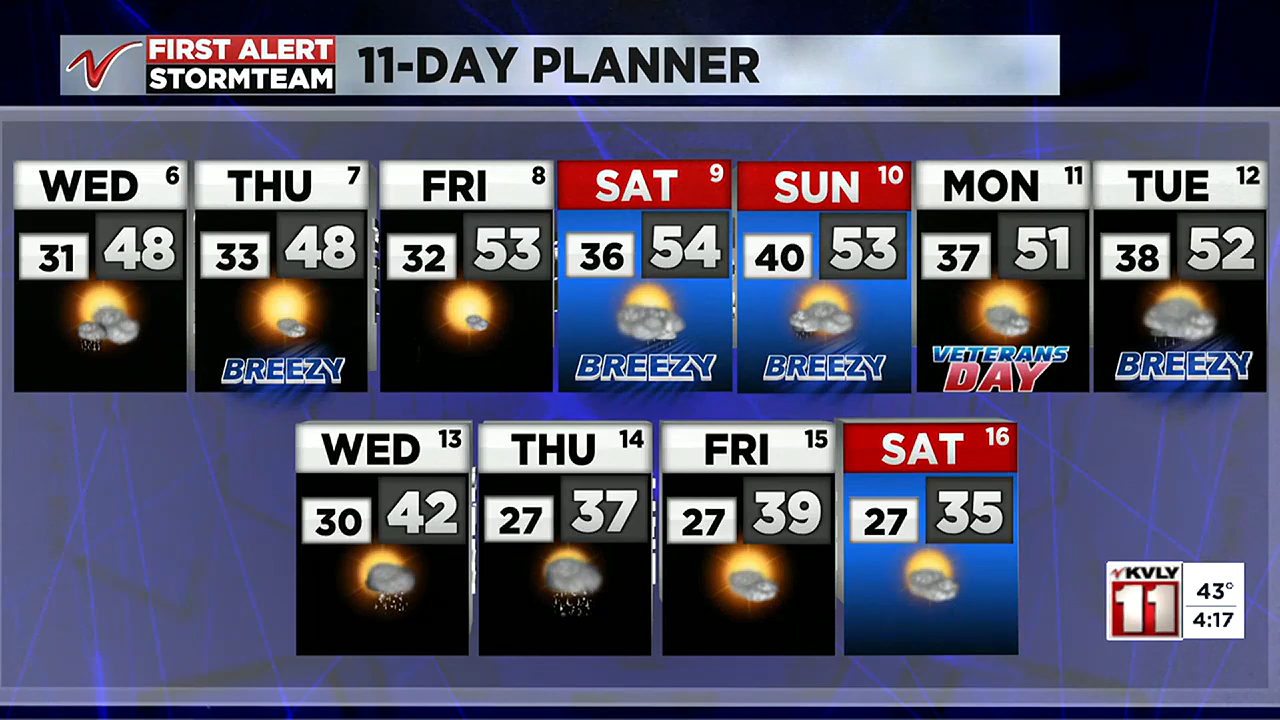 FIRST ALERT
STORMTEAM
11-DAY PLANNER
WED 6
31 48
THU 7
33 48
BREEZY
FRI 8
32 53
SAT 9
36 54
BREEZY
SUN 10
40 53
BREEZY
MON 11
37 51
VETERANS
DAY
TUE 12
38 52
BREEZY
WED 13
30 42
THU 14
27 37
FRI 15
27 39
SAT 16
27 35
KVLY
11
43°
4:17